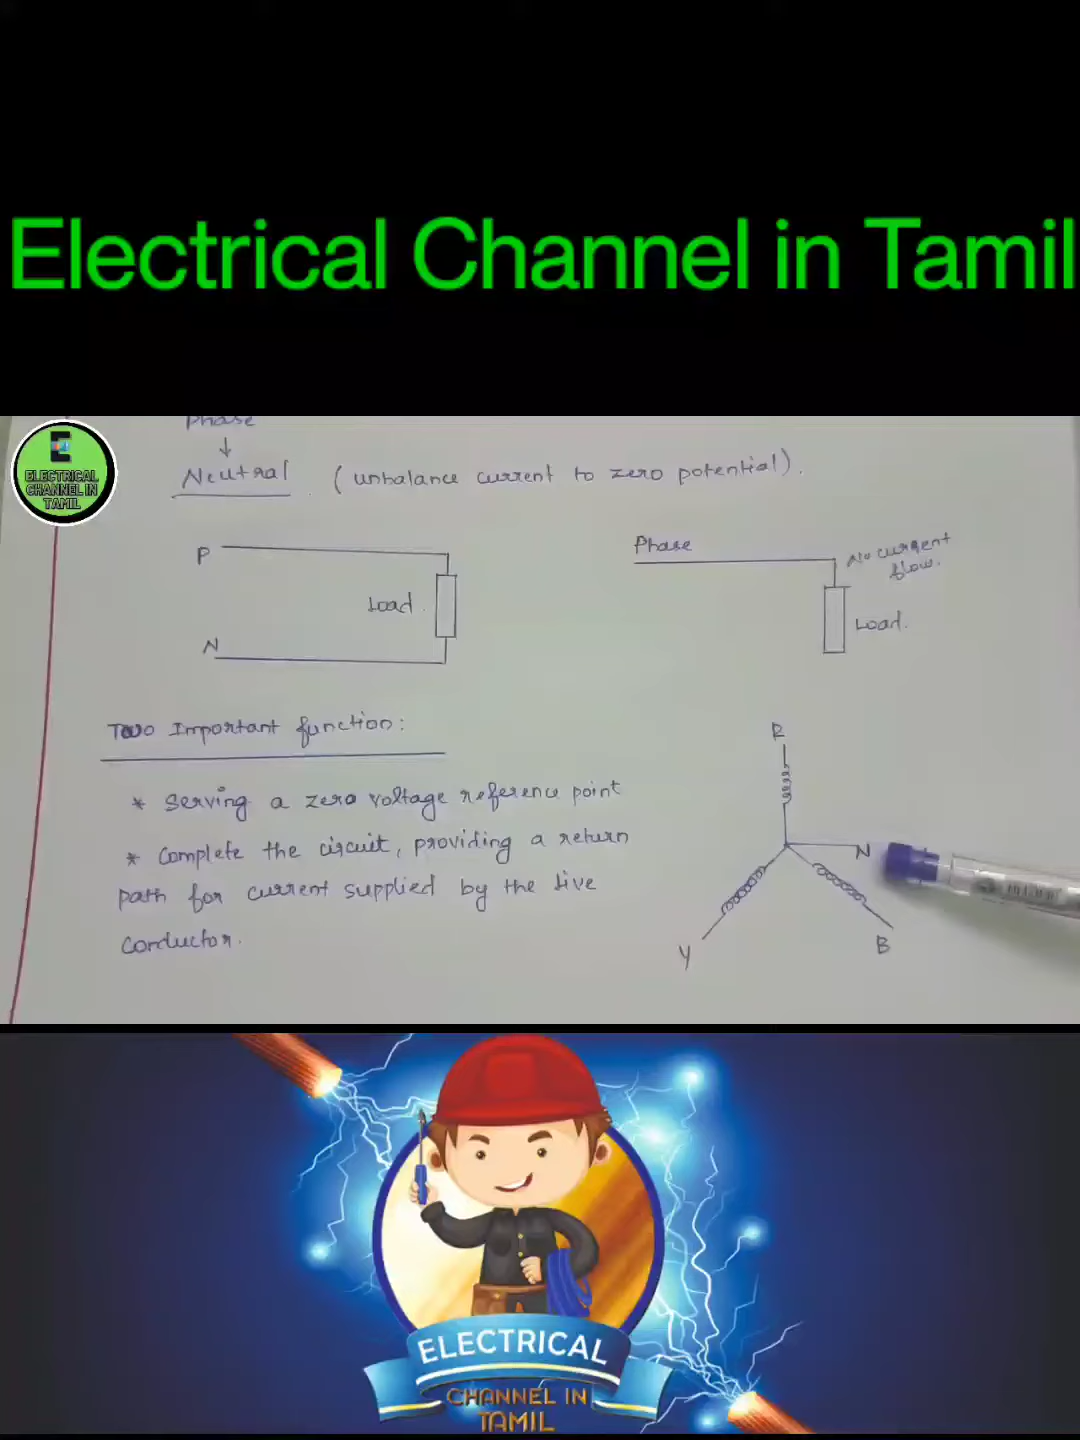 Electrical Channel in Tamil
Phase
ELECTRICAL
CHANNEL IN
TAMIL
Neutral (unbalance current to zero potential).
P
Load.
N
Phase
No current
flow.
Load.
Two Important function:
* Serving a zero voltage reference point
* Complete the circuit, providing a return
path for current supplied by the live
conductor.
R
N
Y
B
ELECTRICAL
CHANNEL IN
TAMIL